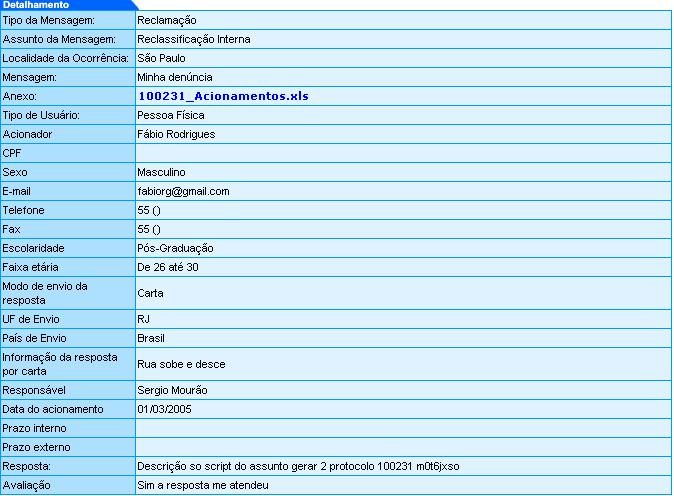 Detalhamento
Tipo da Mensagem: Reclamação
Assunto da Mensagem: Reclassificação Interna
Localidade da Ocorrência: São Paulo
Mensagem: Minha denúncia
Anexo: 100231_Acionamentos.xls
Tipo de Usuário: Pessoa Física
Acionador Fábio Rodrigues
CPF
Sexo Masculino
E-mail fabiorg@gmail.com
Telefone 55 ()
Fax 55 ()
Escolaridade Pós-Graduação
Faixa etária De 26 até 30
Modo de envio da
resposta Carta
UF de Envio RJ
País de Envio Brasil
Informação da resposta
por carta Rua sobe e desce
Responsável Sergio Mourão
Data do acionamento 01/03/2005
Prazo interno
Prazo externo
Resposta: Descrição so script do assunto gerar 2 protocolo 100231 m0t6jxso
Avaliação Sim a resposta me atendeu